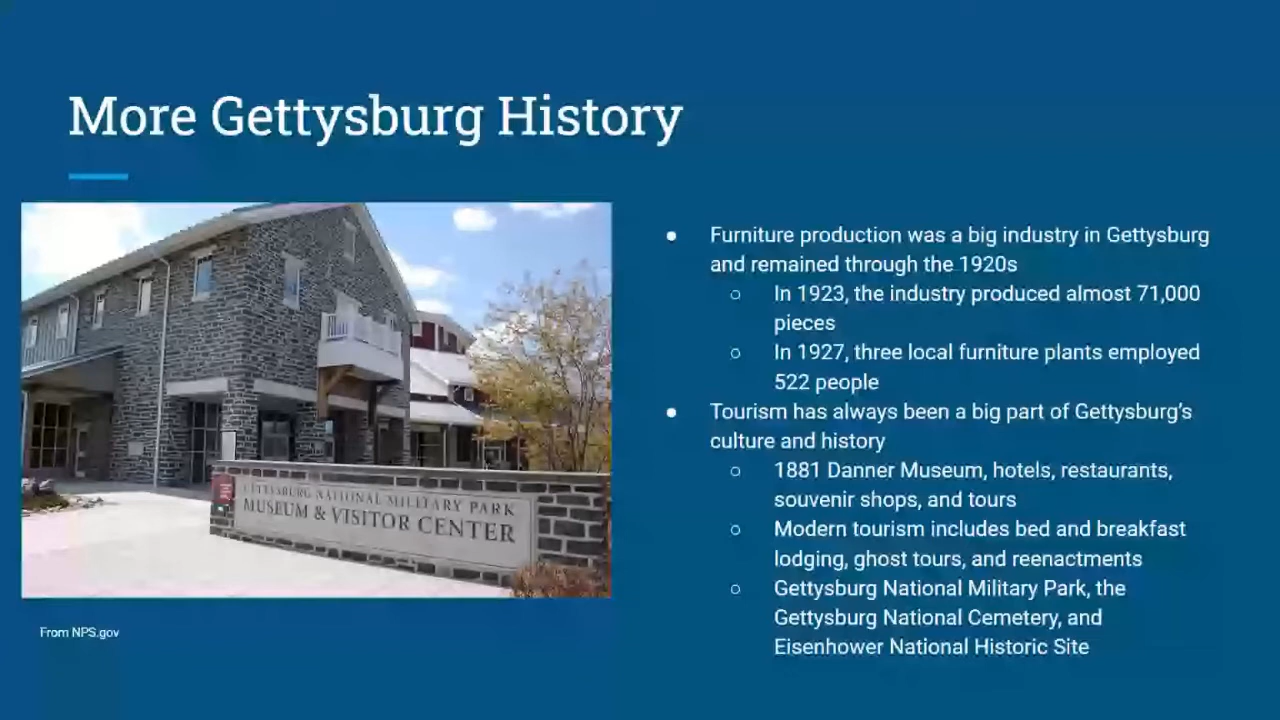 More Gettysburg History
GETTYSBURG NATIONAL MILITARY PARK
MUSEUM & VISITOR CENTER
From NPS.gov
● Furniture production was a big industry in Gettysburg
and remained through the 1920s
○ In 1923, the industry produced almost 71,000
pieces
○ In 1927, three local furniture plants employed
522 people
● Tourism has always been a big part of Gettysburg’s
culture and history
○ 1881 Danner Museum, hotels, restaurants,
souvenir shops, and tours
○ Modern tourism includes bed and breakfast
lodging, ghost tours, and reenactments
○ Gettysburg National Military Park, the
Gettysburg National Cemetery, and
Eisenhower National Historic Site